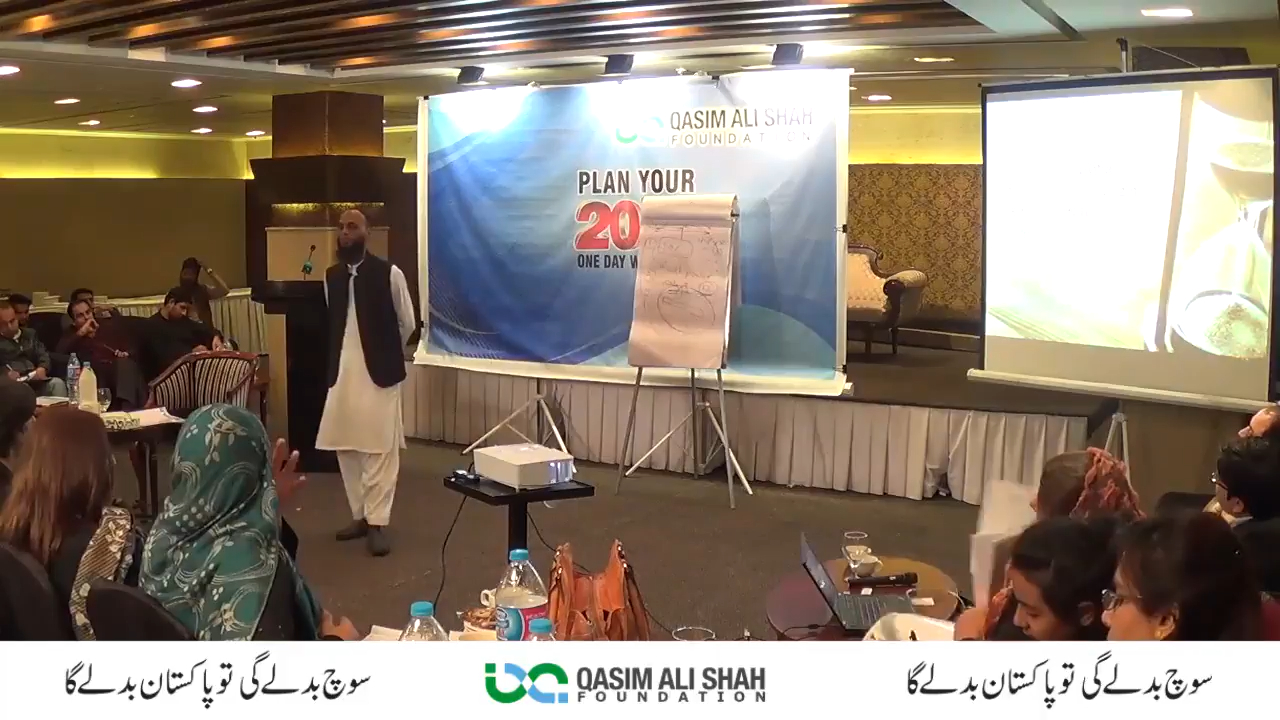 QASIM ALI SHAH
FOUNDATION
PLAN YOUR
20
ONE DAY W
سوچ بدلے گی تو پاکستان بدلے گا
QASIM ALI SHAH
FOUNDATION
سوچ بدلے گی تو پاکستان بدلے گا